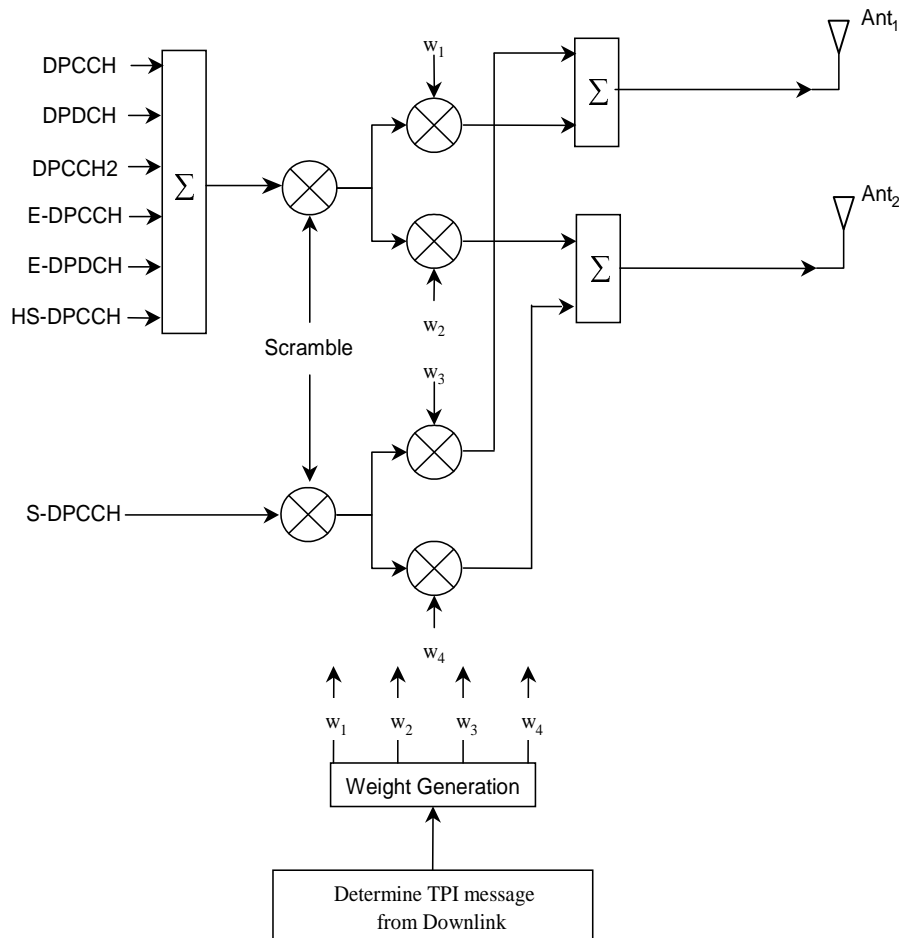 Ant₁
w₁
DPCCH
DPDCH
Σ
DPCCH2
Σ
Ant₂
E-DPCCH
Σ
E-DPDCH
HS-DPCCH
w₂
Scramble
w₃
S-DPCCH
w₄
w₁ w₂ w₃ w₄
Weight Generation
Determine TPI message
from Downlink